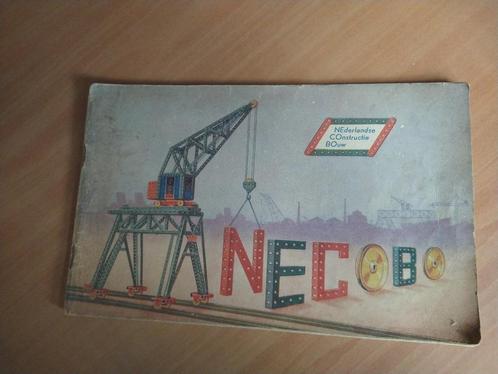 NEderlandse
COnstructie
BOuw
NECOBO